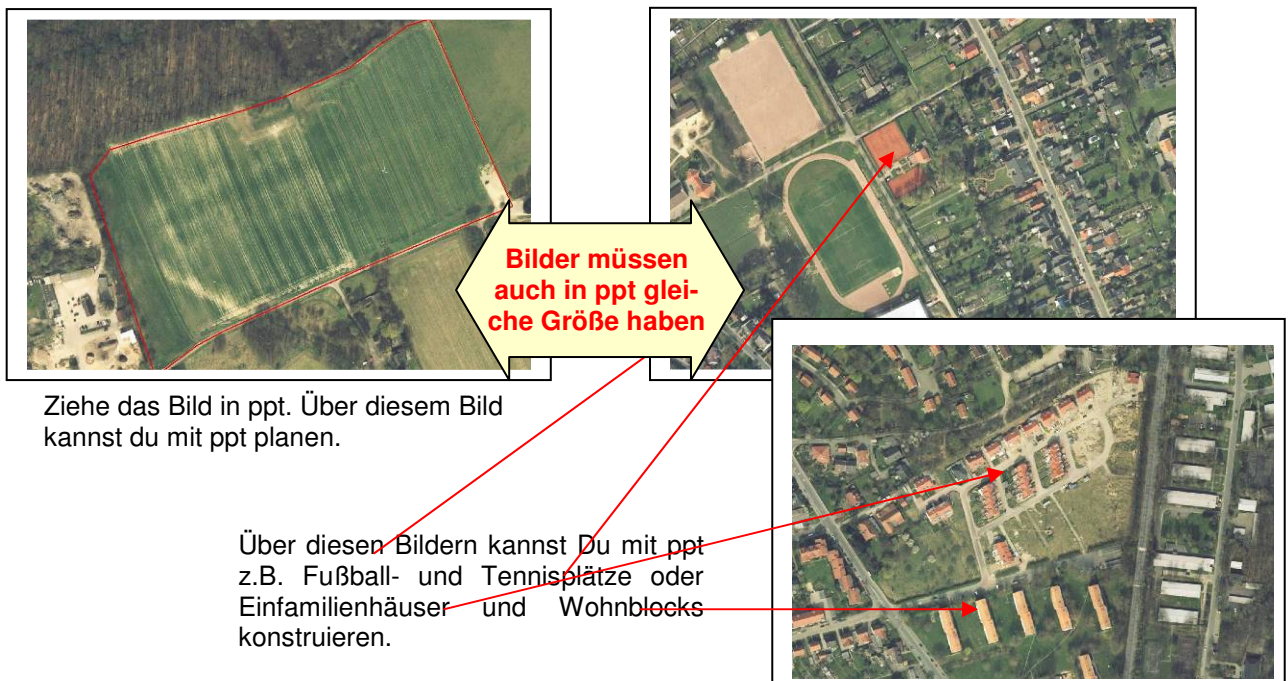 Bilder müssen
auch in ppt glei-
che Größe haben
Ziehe das Bild in ppt. Über diesem Bild
kannst du mit ppt planen.
Über diesen Bildern kannst Du mit ppt
z.B. Fußball- und Tennisplätze oder
Einfamilienhäuser und Wohnblocks
konstruieren.